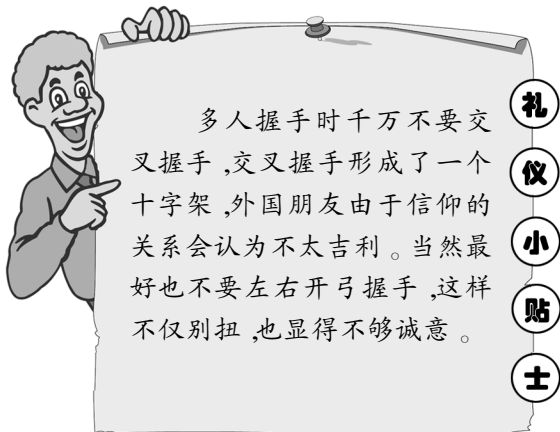 多人握手时千万不要交
叉握手,交叉握手形成了一个
十字架,外国朋友由于信仰的
关系会认为不太吉利。当然最
好也不要左右开弓握手,这样
不仅别扭,也显得不够诚意。
礼仪小贴士